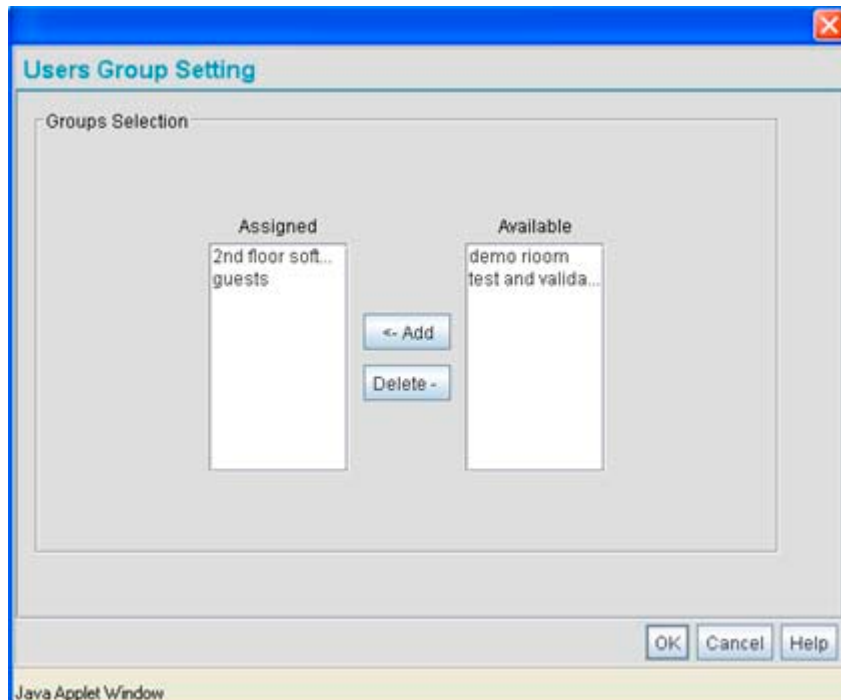 Users Group Setting
Groups Selection
Assigned
2nd floor soft...
guests
<- Add
Delete -
Available
demo rioom
test and valida...
OK
Cancel
Help
Java Applet Window